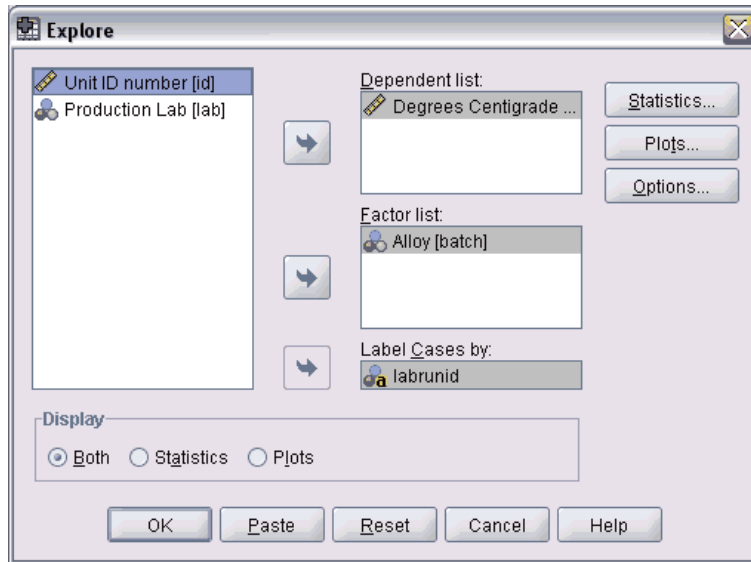 Explore
Unit ID number [id]
Production Lab [lab]
Dependent list:
Degrees Centigrade ...
Factor list:
Alloy [batch]
Label Cases by:
labrunid
Statistics...
Plots...
Options...
Display
Both Statistics Plots
OK Paste Reset Cancel Help